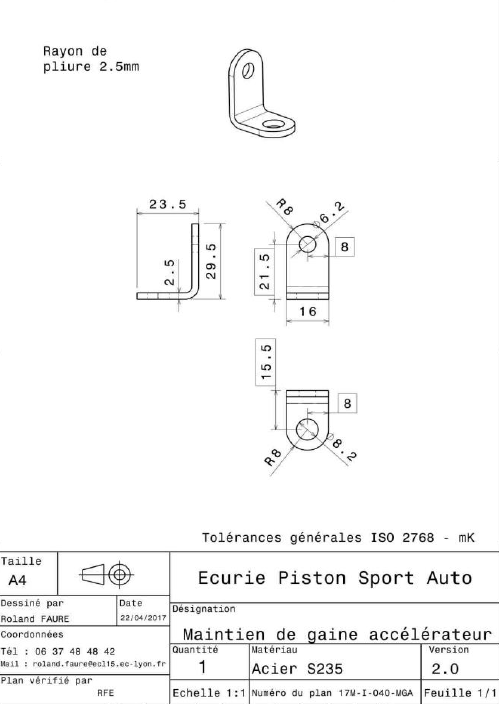 Rayon de
pliure 2.5mm
23.5
2.5
29.5
R8
⌀6.2
8
21.5
16
15.5
8
R8
⌀8.2
Tolérances générales ISO 2768 - mK
Taille
A4
Ecurie Piston Sport Auto
Dessiné par
Roland FAURE
Date
22/04/2017
Désignation
Maintien de gaine accélérateur
Coordonnées
Tél : 06 37 48 48 42
Mail : roland.faure@ecl15.ec-lyon.fr
Quantité
1
Matériau
Acier S235
Version
2.0
Plan vérifié par
RFE
Echelle 1:1
Numéro du plan 17M-I-040-MGA
Feuille 1/1